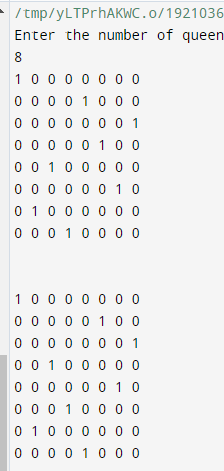 /tmp/yLTPrhAKWC.o/1921036
Enter the number of queen
8
1 0 0 0 0 0 0 0
0 0 0 0 1 0 0 0
0 0 0 0 0 0 0 1
0 0 0 0 0 1 0 0
0 0 1 0 0 0 0 0
0 0 0 0 0 0 1 0
0 1 0 0 0 0 0 0
0 0 0 1 0 0 0 0
1 0 0 0 0 0 0 0
0 0 0 0 0 1 0 0
0 0 0 0 0 0 0 1
0 0 1 0 0 0 0 0
0 0 0 0 0 0 1 0
0 0 0 1 0 0 0 0
0 1 0 0 0 0 0 0
0 0 0 0 1 0 0 0